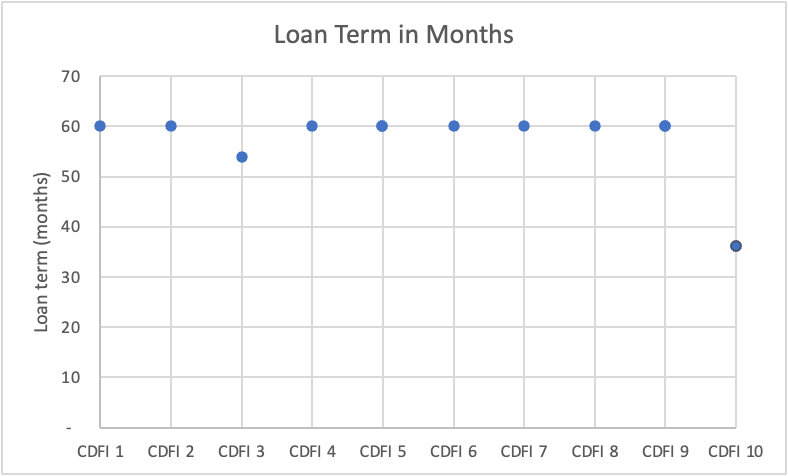 Loan Term in Months
Loan term (months)
70
60
50
40
30
20
10
-
CDFI 1 CDFI 2 CDFI 3 CDFI 4 CDFI 5 CDFI 6 CDFI 7 CDFI 8 CDFI 9 CDFI 10